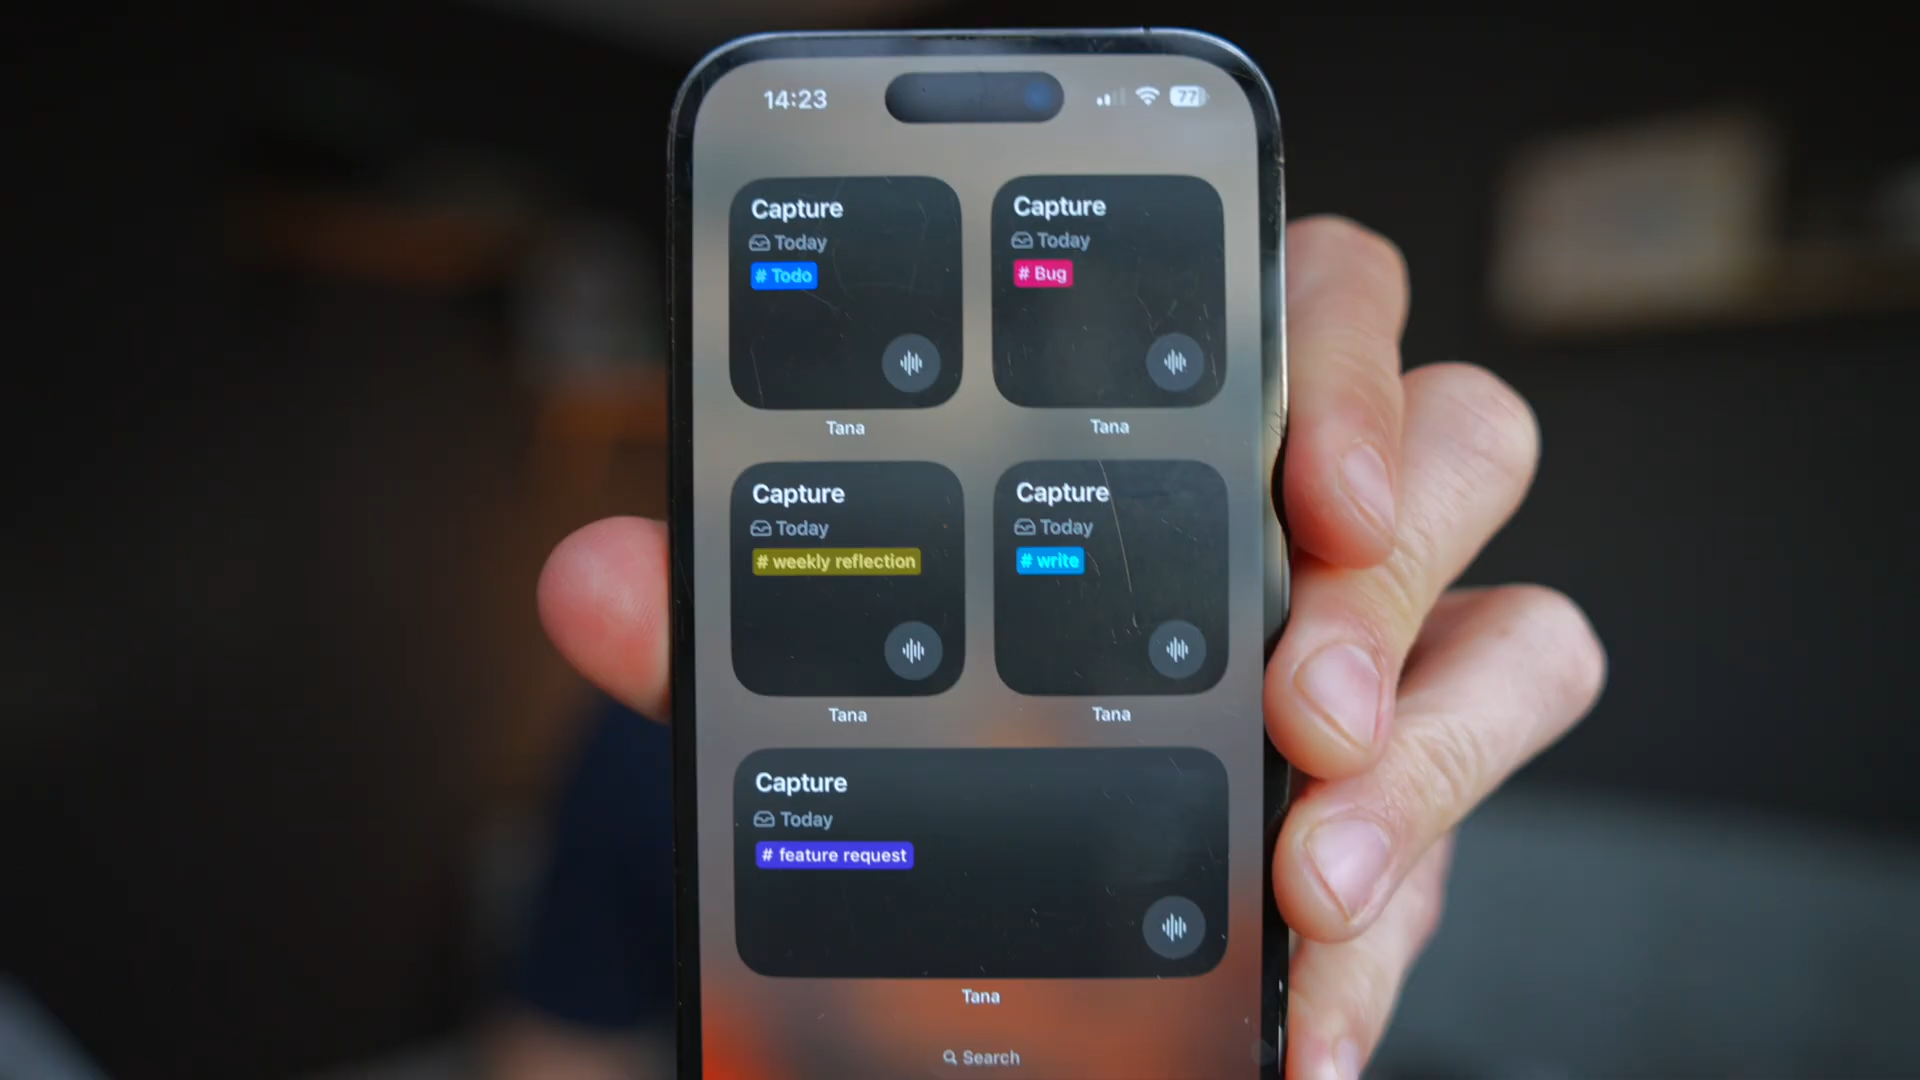 14:23
77
Capture
Today
# Todo
Tana
Capture
Today
# Bug
Tana
Capture
Today
# weekly reflection
Tana
Capture
Today
# write
Tana
Capture
Today
# feature request
Tana
Search